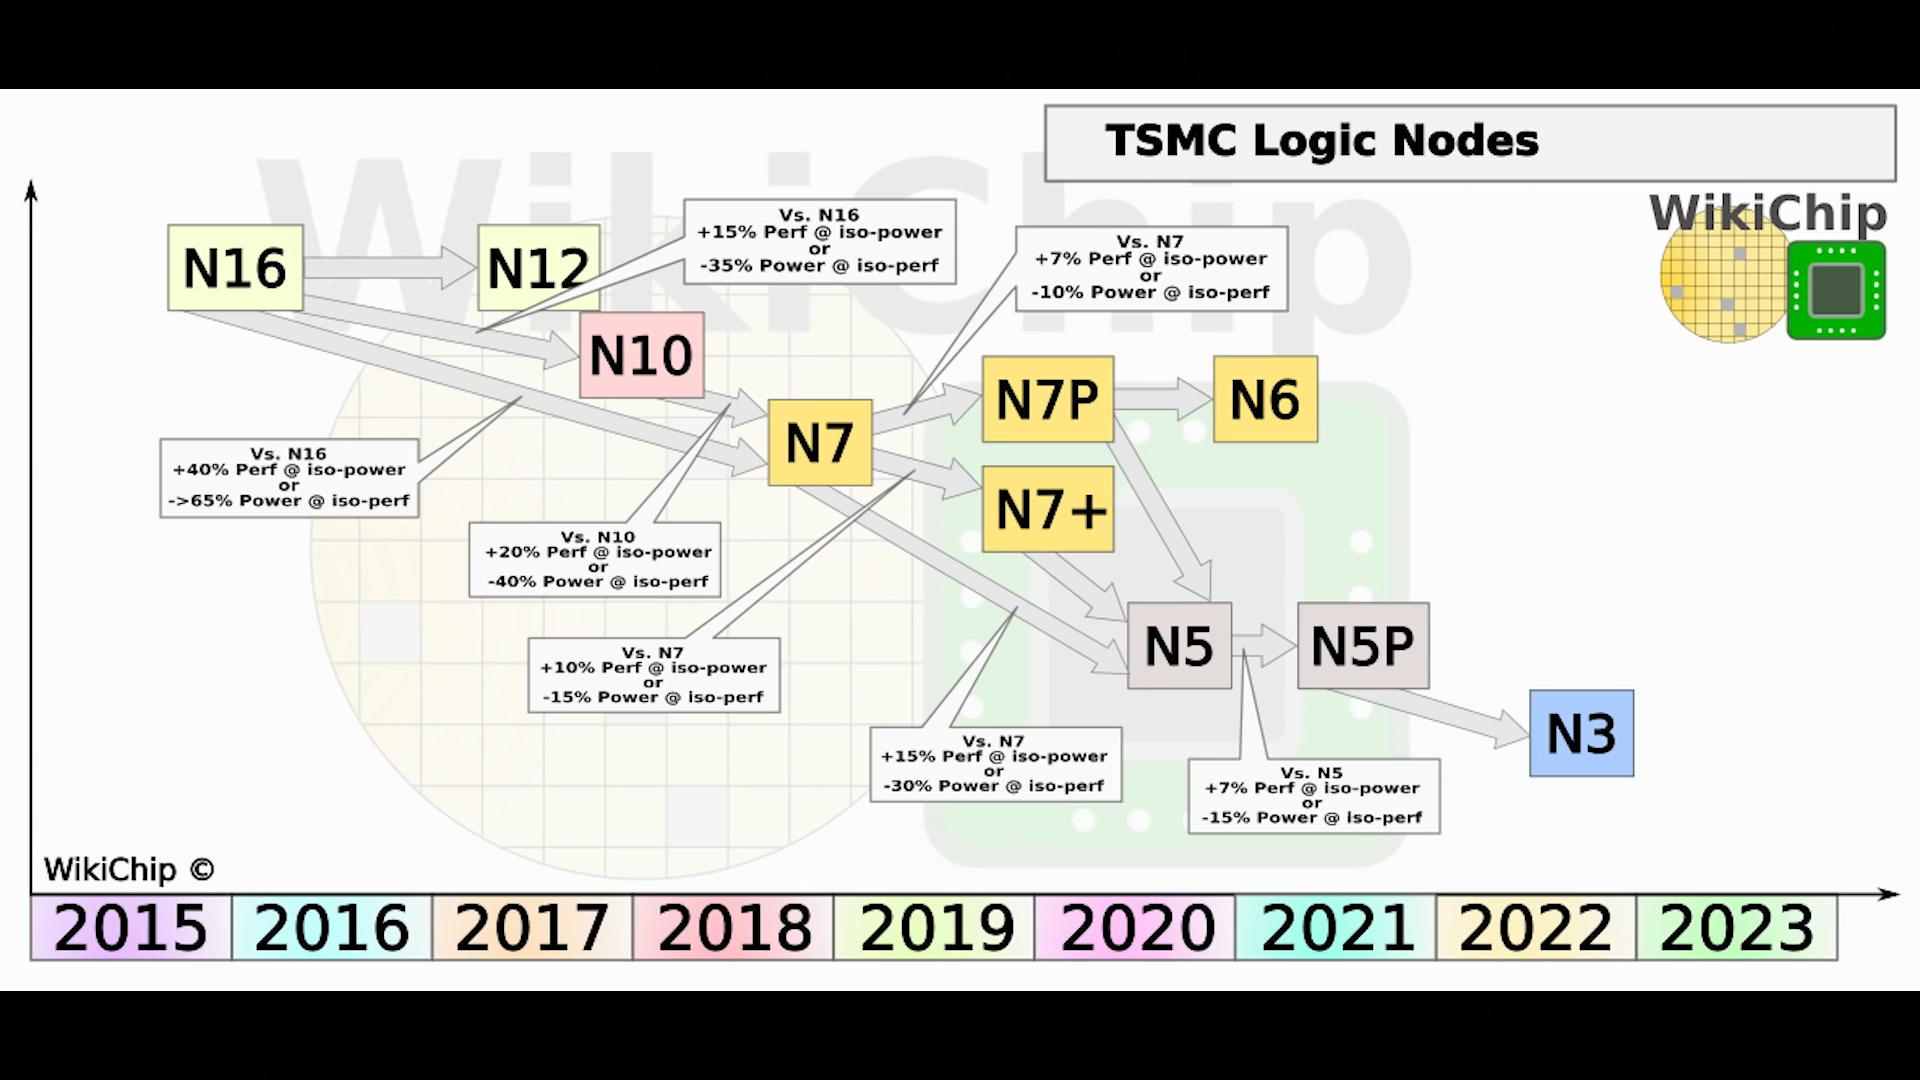 TSMC Logic Nodes
WikiChip
WikiChip
N16
N12
Vs. N16
+15% Perf @ iso-power
or
-35% Power @ iso-perf
Vs. N7
+7% Perf @ iso-power
or
-10% Power @ iso-perf
N10
N7
N7P
N6
Vs. N16
+40% Perf @ iso-power
or
->65% Power @ iso-perf
N7+
Vs. N10
+20% Perf @ iso-power
or
-40% Power @ iso-perf
Vs. N7
+10% Perf @ iso-power
or
-15% Power @ iso-perf
N5
N5P
N3
Vs. N7
+15% Perf @ iso-power
or
-30% Power @ iso-perf
Vs. N5
+7% Perf @ iso-power
or
-15% Power @ iso-perf
WikiChip ©
2015 2016 2017 2018 2019 2020 2021 2022 2023